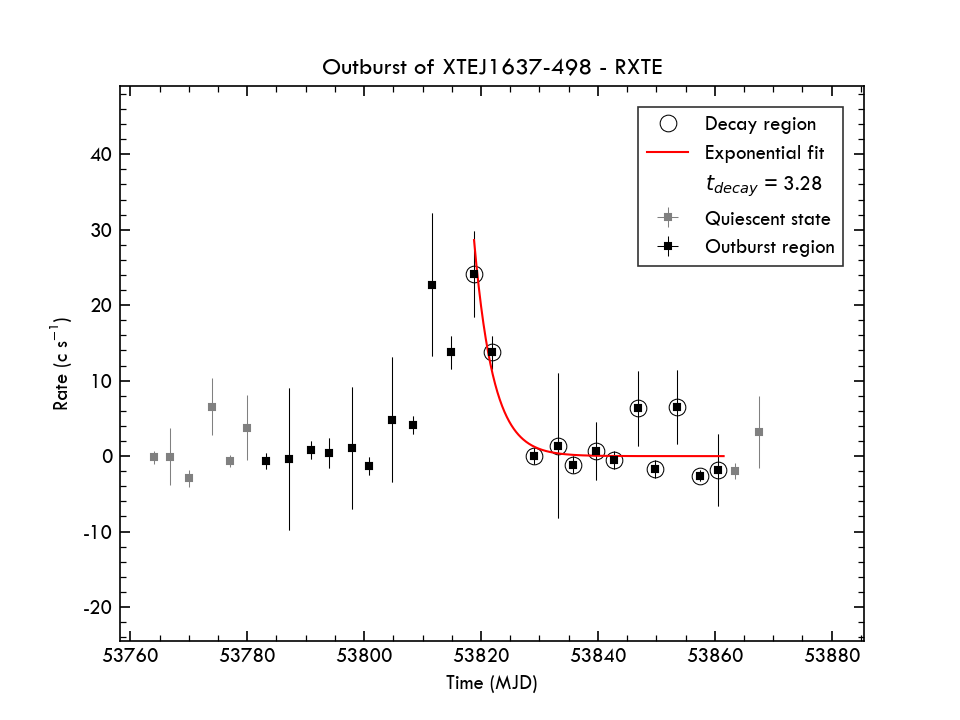 Outburst of XTEJ1637-498 - RXTE
Decay region
Exponential fit
t_decay = 3.28
Quiescent state
Outburst region
40
30
20
10
0
-10
-20
Rate (c s⁻¹)
53760 53780 53800 53820 53840 53860 53880
Time (MJD)